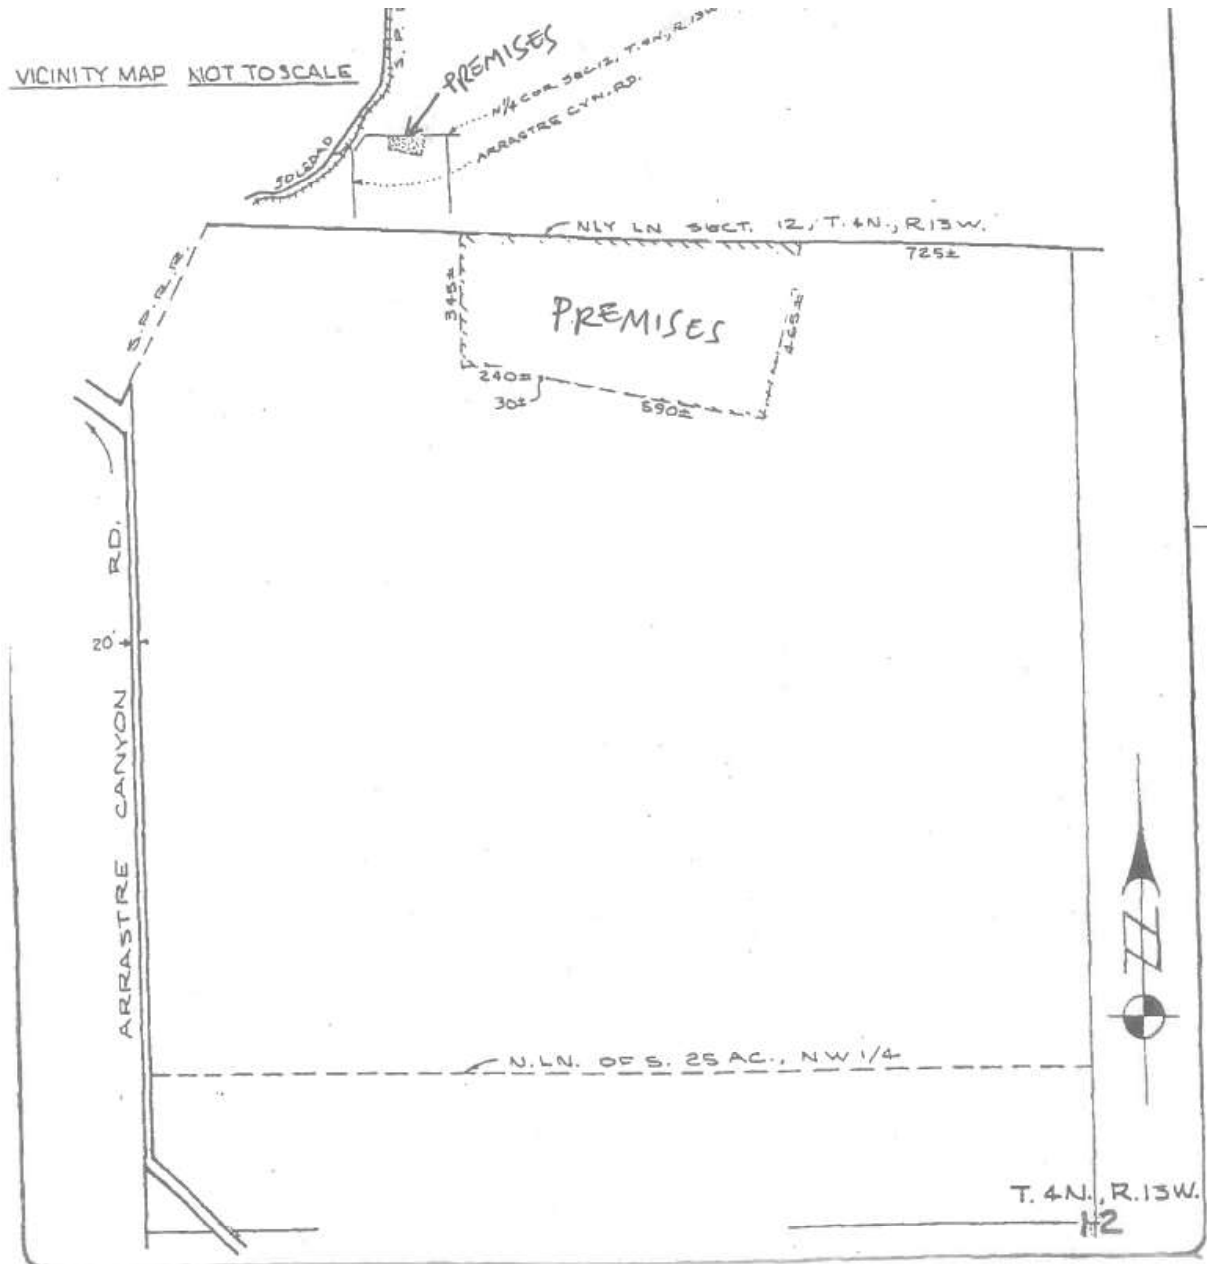 S. P.
PREMISES
VICINITY MAP NOT TO SCALE
N1/4 COR SEC 12, T. 4N., R. 13W
ARRASTRE CYN. RD.
SOLEDAD
NLY LN SECT. 12, T. 4N., R13W.
725±
S. P. R. R.
345±
PREMISES
465±
240±
30±
590±
RD.
20'
ARRASTRE CANYON
N. LN. OF S. 25 AC., NW 1/4
T. 4N., R. 13W.
12